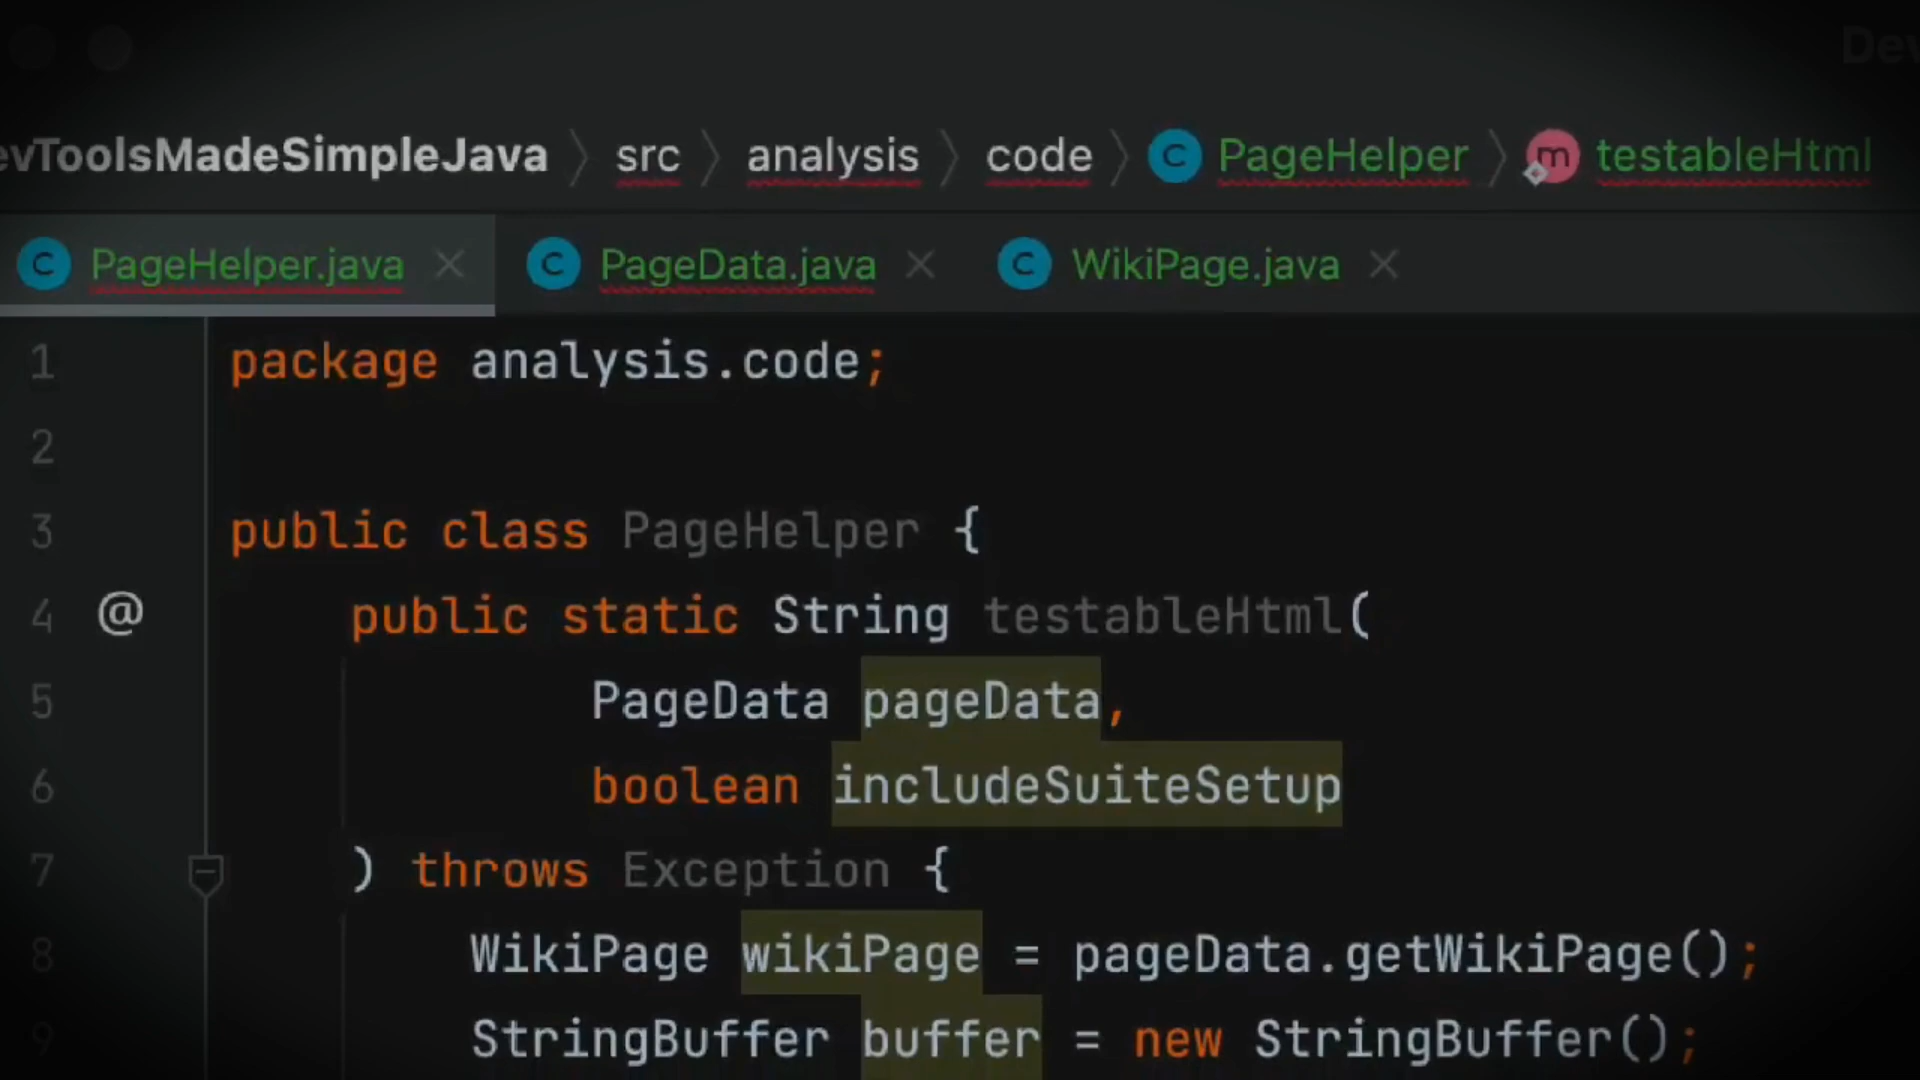 Dev
evToolsMadeSimpleJava 〉 src 〉 analysis 〉 code 〉 C PageHelper 〉 m testableHtml
C PageHelper.java × C PageData.java × C WikiPage.java ×
1 package analysis.code;
2
3 public class PageHelper {
4 @ public static String testableHtml(
5 PageData pageData,
6 boolean includeSuiteSetup
7 ) throws Exception {
8 WikiPage wikiPage = pageData.getWikiPage();
9 StringBuffer buffer = new StringBuffer();